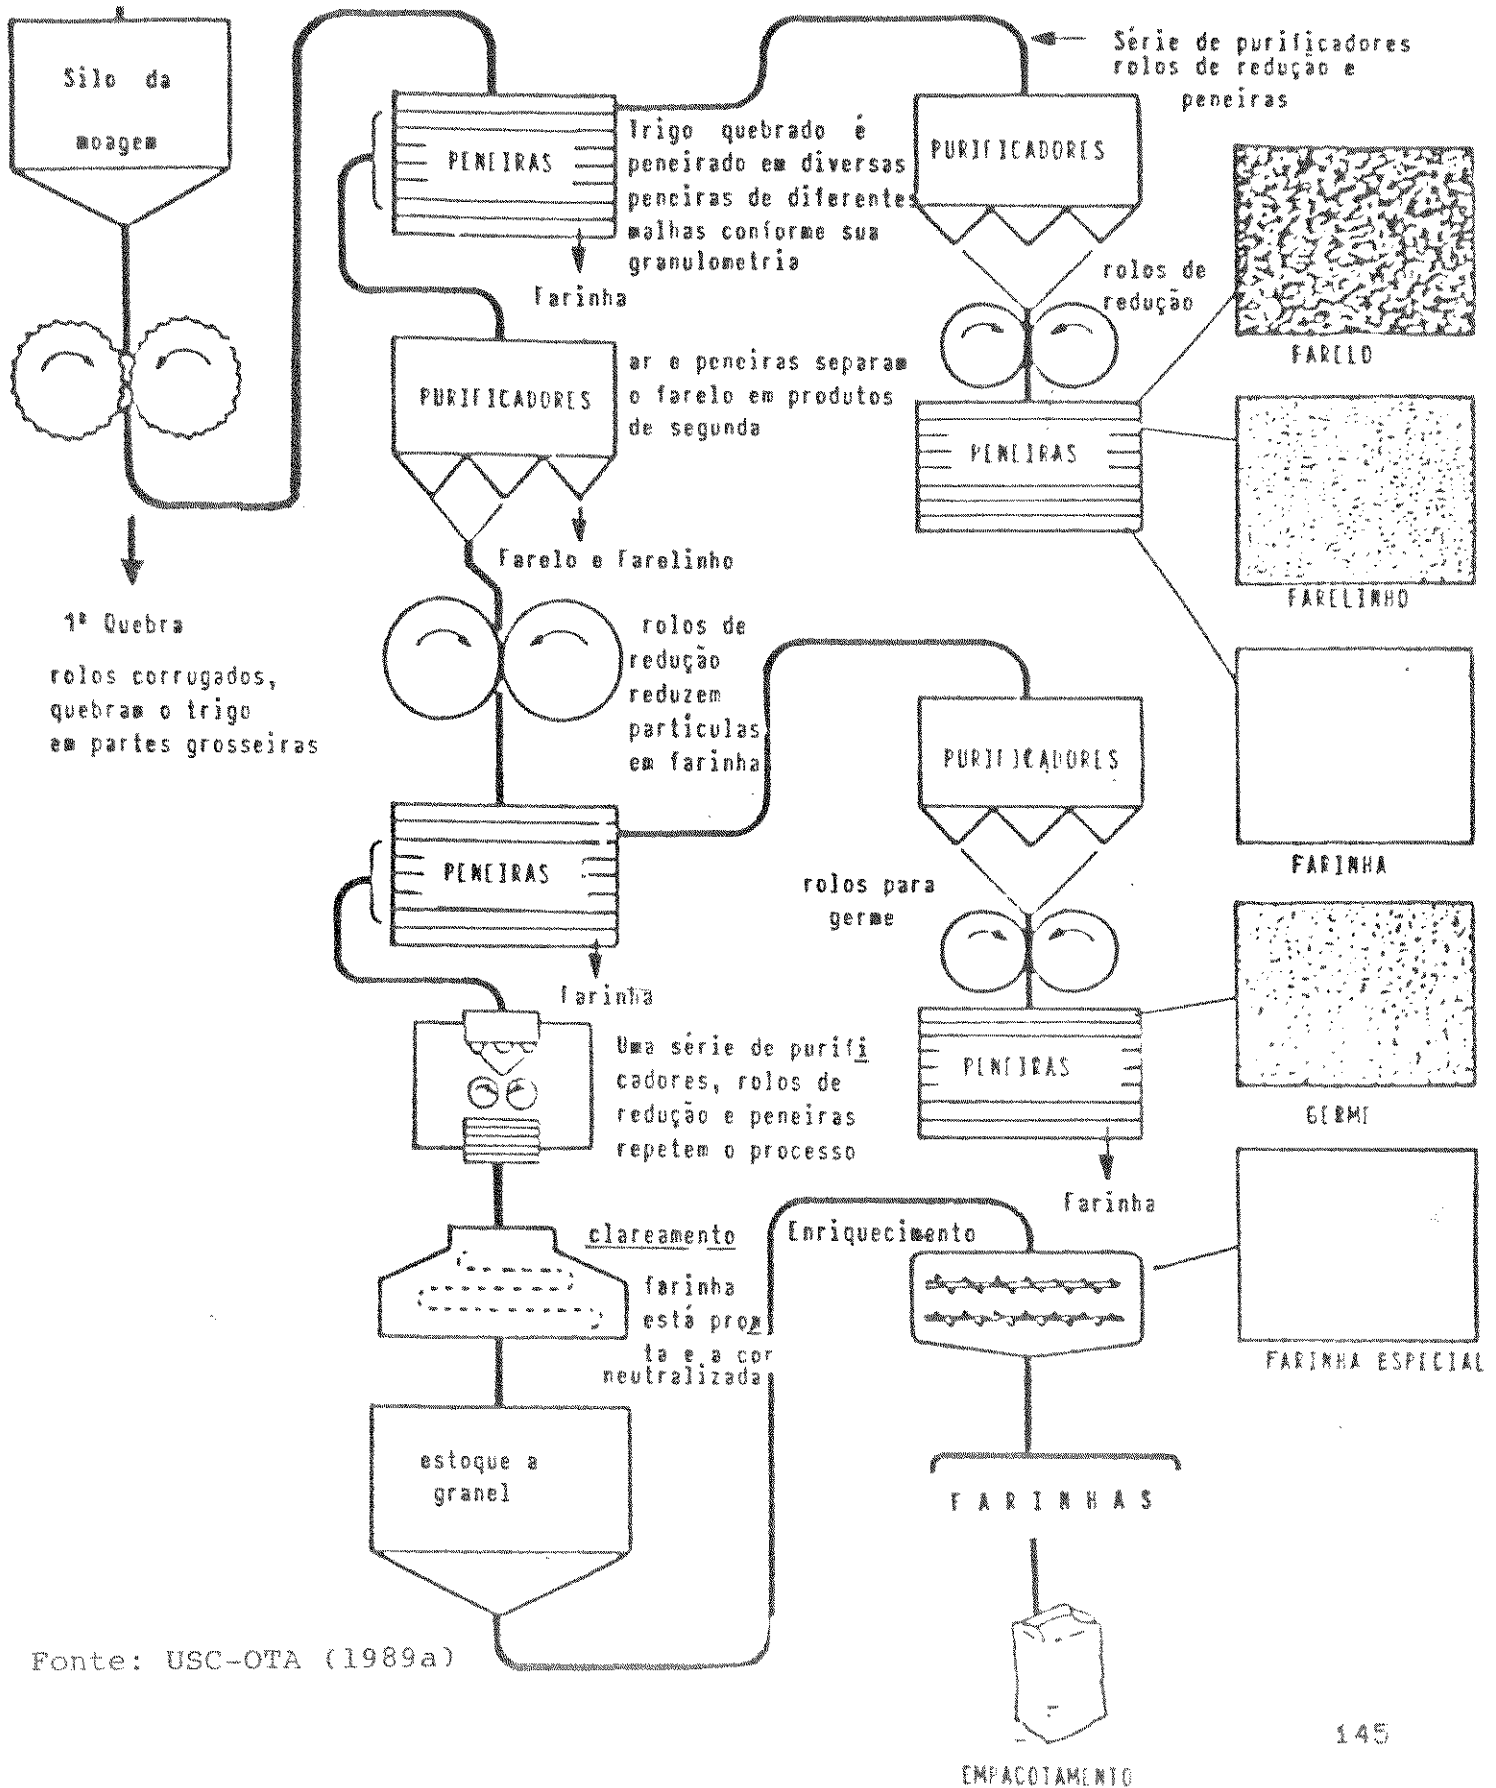 Silo da
moagem
1ª Quebra
rolos corrugados,
quebram o trigo
em partes grosseiras
PENEIRAS
Trigo quebrado é
peneirado em diversas
peneiras de diferentes
malhas conforme sua
granulometria
farinha
PURIFICADORES
ar e peneiras separam
o farelo em produtos
de segunda
Farelo e farelinho
rolos de
redução
reduzem
partículas
em farinha
PENEIRAS
farinha
Uma série de purifi
cadores, rolos de
redução e peneiras
repetem o processo
clareamento
farinha
está pron
ta e a cor
neutralizada
estoque a
granel
Série de purificadores
rolos de redução e
peneiras
PURIFICADORES
rolos de
redução
PENEIRAS
FARELO
FARELINHO
FARINHA
PURIFICADORES
rolos para
germe
PENEIRAS
farinha
GERME
Enriquecimento
FARINHA ESPECIAL
FARINHAS
EMPACOTAMENTO
Fonte: USC-OTA (1989a)
145